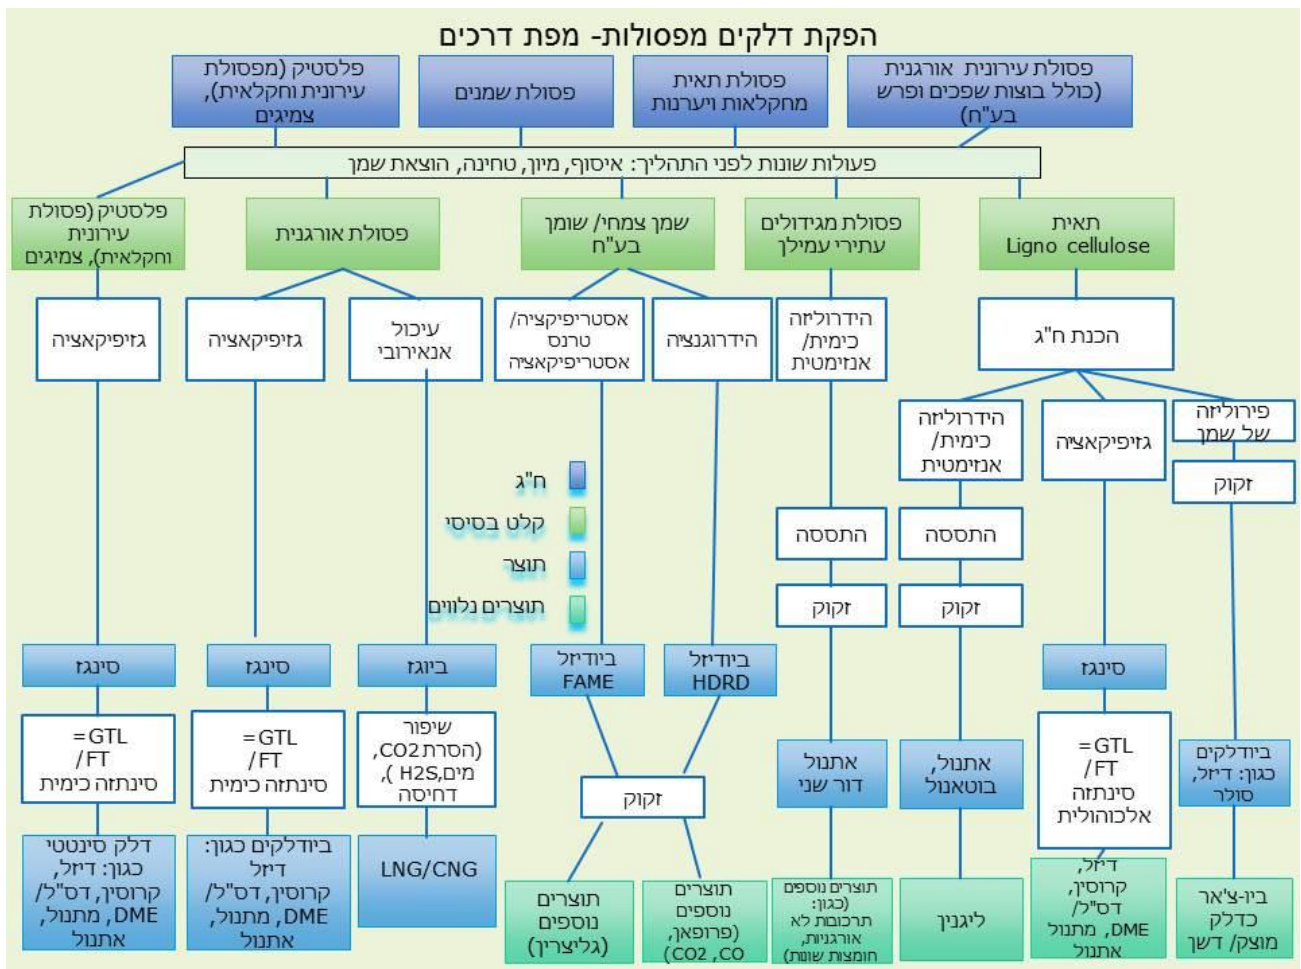 הפקת דלקים מפסולות- מפת דרכים
פסולת עירונית אורגנית
(כולל בוצות שפכים ופרש
בע"ח)
פסולת תאית
מחקלאות ויערנות
פסולת שמנים
פלסטיק (מפסולת
עירונית וחקלאית),
צמיגים
פעולות שונות לפני התהליך: איסוף, מיון, טחינה, הוצאת שמן
תאית
Ligno cellulose
פסולת מגידולים
עתירי עמילן
שמן צמחי/ שומן
בע"ח
פסולת אורגנית
פלסטיק (פסולת
עירונית
וחקלאית), צמיגים
הכנת ח"ג
הידרוליזה
כימית/
אנזימטית
הידרוגנציה
אסטריפיקציה/
טרנס
אסטריפיקאציה
עיכול
אנאירובי
גזיפיקאציה
גזיפיקאציה
פירוליזה
של שמן
גזיפיקאציה
הידרוליזה
כימית/
אנזימטית
זקוק
ח"ג
קלט בסיסי
תוצר
תוצרים נלווים
התססה
התססה
זקוק
זקוק
סינגז
ביודיזל
HDRD
ביודיזל
FAME
ביוגז
סינגז
סינגז
ביודלקים
כגון: דיזל,
סולר
=GTL
/FT
סינתזה
אלכוהולית
אתנול,
בוטאנול
אתנול
דור שני
זקוק
שיפור
(הסרת CO2,
מים,H2S ),
דחיסה
=GTL
/FT
סינתזה כימית
=GTL
/FT
סינתזה כימית
ביו-צ'אר
כדלק
מוצק/ דשך
דיזל,
קרוסין,
דס"ל/
DME, מתנול
אתנול
ליגנין
תוצרים נוספים
(כגון:
תרכובות לא
אורגניות,
חומצות שונות)
תוצרים
נוספים
(פרופאן,
CO2 ,CO)
תוצרים
נוספים
(גליצרין)
LNG/CNG
ביודלקים כגון:
דיזל
קרוסין, דס"ל/
DME, מתנול,
אתנול
דלק סינטטי
כגון: דיזל,
קרוסין, דס"ל/
DME, מתנול,
אתנול